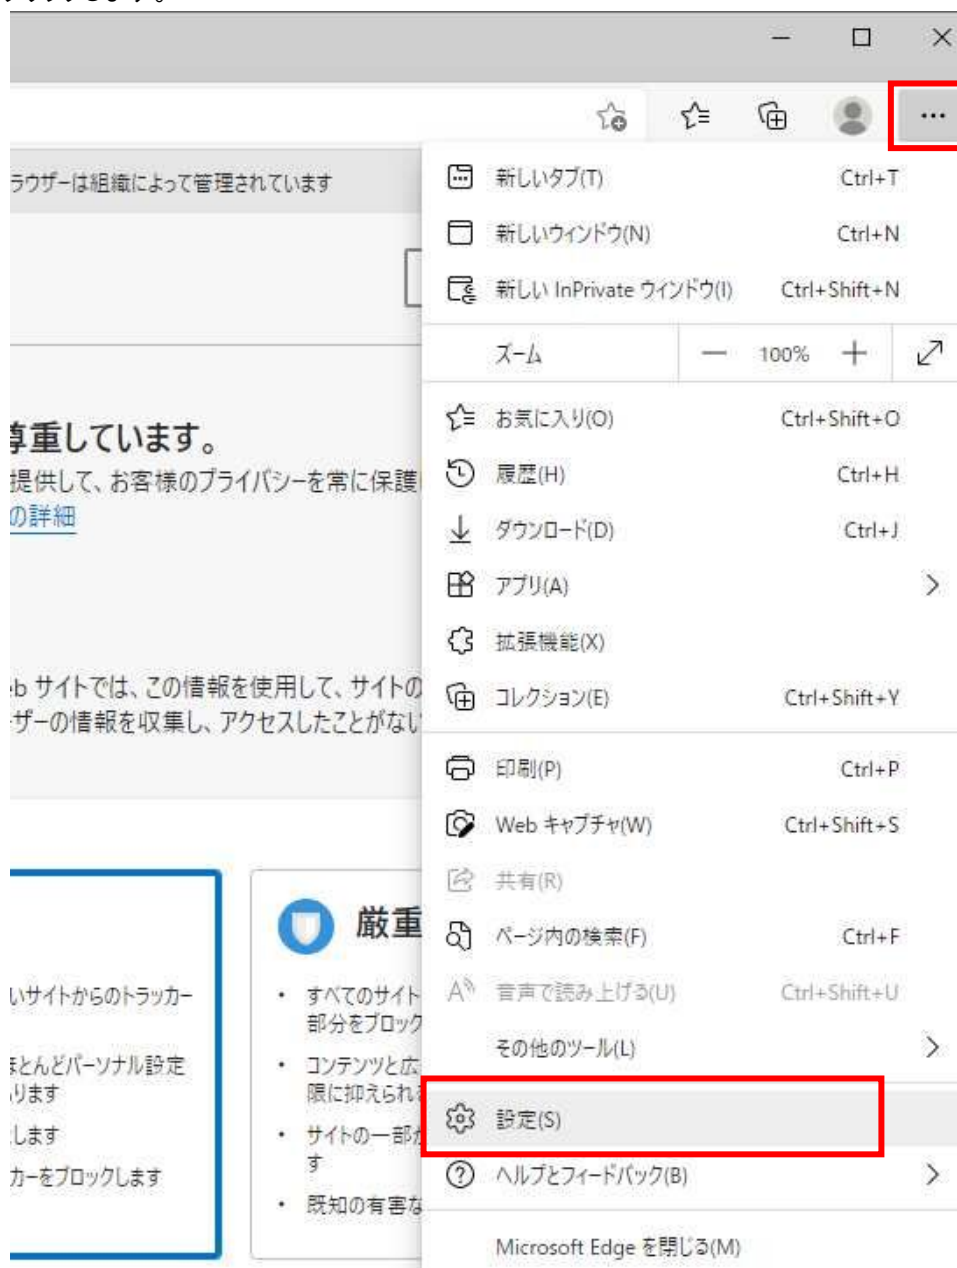 クリックします。
ラウザーは組織によって管理されています
新しいタブ(T) Ctrl+T
新しいウィンドウ(N) Ctrl+N
新しい InPrivate ウィンドウ(I) Ctrl+Shift+N
ズーム — 100% +
お気に入り(O) Ctrl+Shift+O
履歴(H) Ctrl+H
ダウンロード(D) Ctrl+J
アプリ(A)
拡張機能(X)
コレクション(E) Ctrl+Shift+Y
印刷(P) Ctrl+P
Web キャプチャ(W) Ctrl+Shift+S
共有(R)
ページ内の検索(F) Ctrl+F
音声で読み上げる(U) Ctrl+Shift+U
その他のツール(L)
設定(S)
ヘルプとフィードバック(B)
Microsoft Edge を閉じる(M)
尊重しています。
提供して、お客様のプライバシーを常に保護
の詳細
eb サイトでは、この情報を使用して、サイトの
ーザーの情報を収集し、アクセスしたことがない
いサイトからのトラッカー
ほとんどパーソナル設定
ります
します
カーをブロックします
厳重
・ すべてのサイト
部分をブロック
・ コンテンツと広
限に抑えられ
・ サイトの一部が
す
・ 既知の有害な